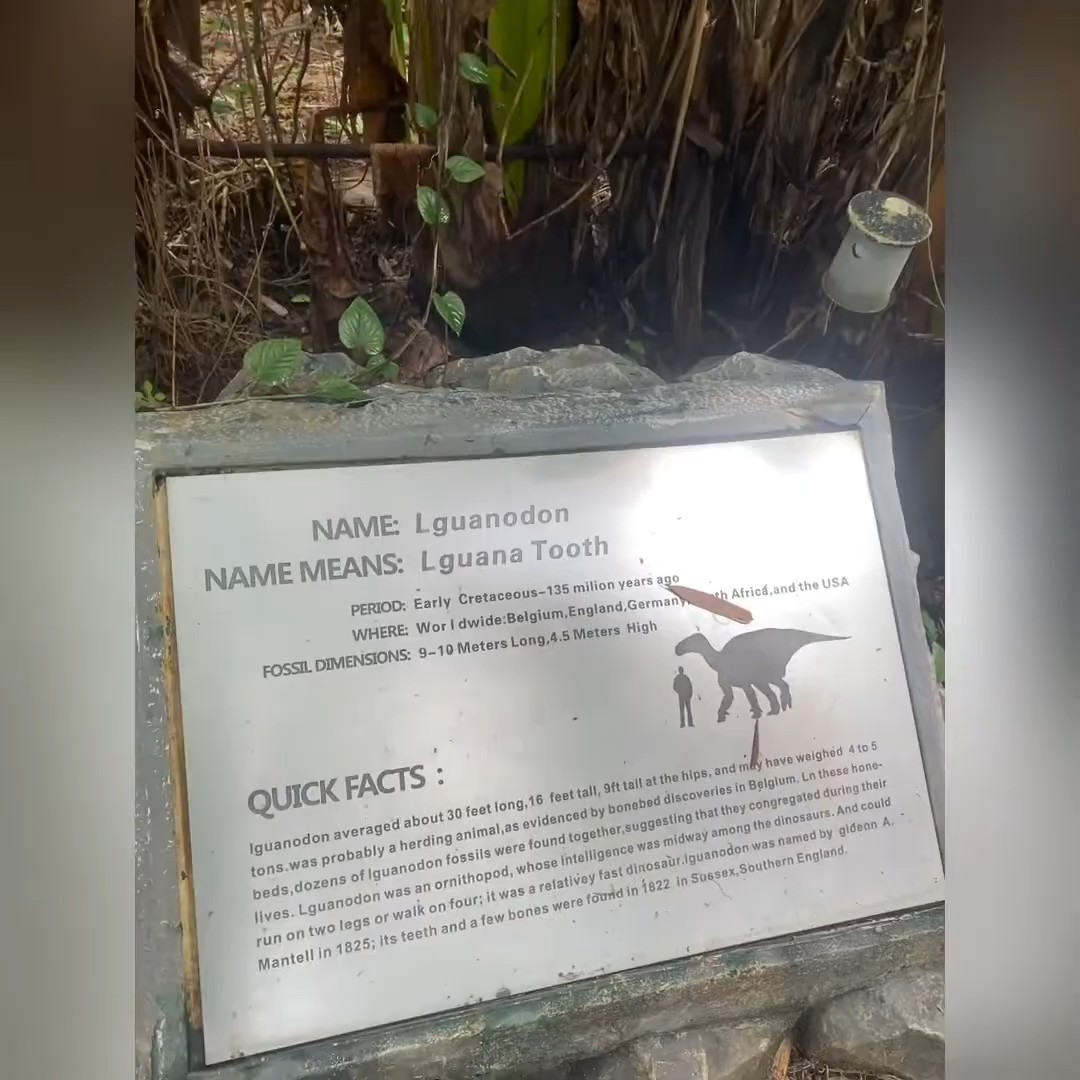 NAME: Lguanodon
NAME MEANS: Lguana Tooth
PERIOD: Early Cretaceous-135 milion years ago
WHERE: Wor l dwide:Belgium,England,Germany, th Africa,and the USA
FOSSIL DIMENSIONS: 9-10 Meters Long,4.5 Meters High
QUICK FACTS :
Iguanodon averaged about 30 feet long,16 feet tall, 9ft tall at the hips, and may have weighed 4 to 5
tons.was probably a herding animal,as evidenced by bonebed discoveries in Belgium. Ln these hone-
beds,dozens of Iguanodon fossils were found together,suggesting that they congregated during their
lives. Lguanodon was an ornithopod, whose intelligence was midway among the dinosaurs. And could
run on two legs or walk on four; it was a relativey fast dinosaur.Iguanodon was named by gideon A. -
Mantell in 1825; its teeth and a few bones were found in 1822 in Sussex,Southern England.